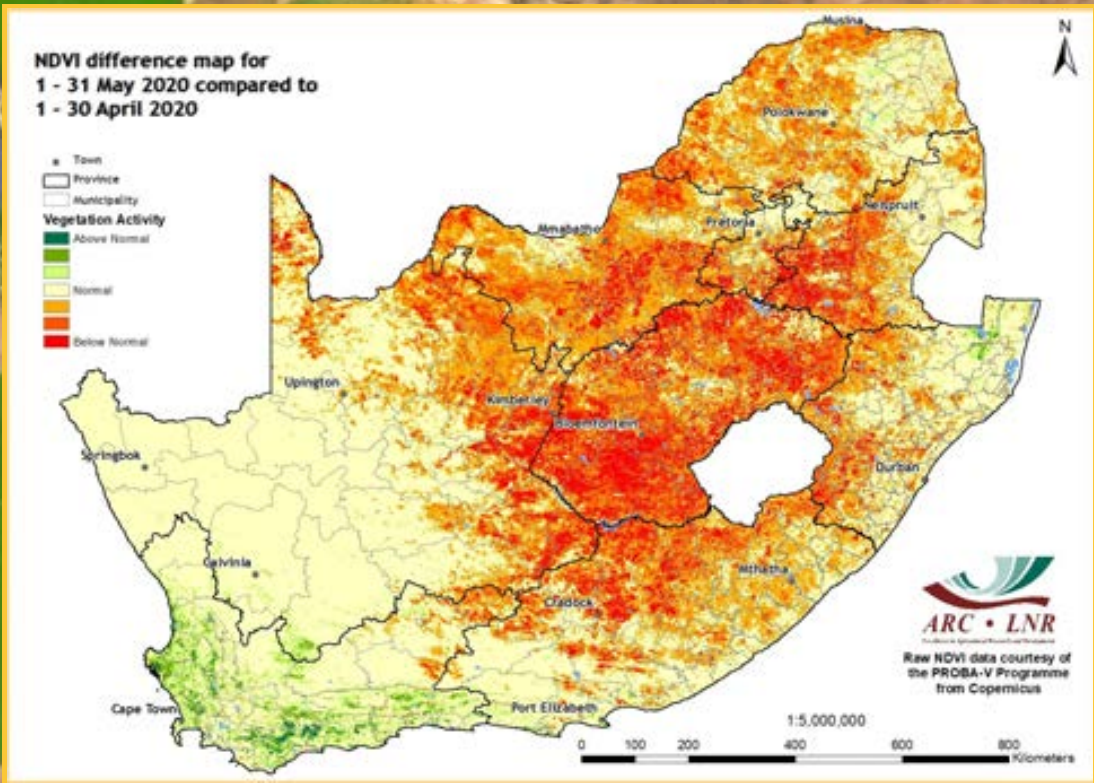 NDVI difference map for
1 - 31 May 2020 compared to
1 - 30 April 2020
Town
Province
Municipality
Vegetation Activity
Above Normal
Normal
Below Normal
N
Musina
Polokwane
Nelspruit
Pretoria
Mmabatho
Upington
Kimberley
Bloemfontein
Springbok
Durban
Calvinia
Mthatha
Cradock
Cape Town
Port Elizabeth
ARC • LNR
Raw NDVI data courtesy of
the PROBA-V Programme
from Copernicus
1:5,000,000
0 100 200 400 600 800
Kilometers